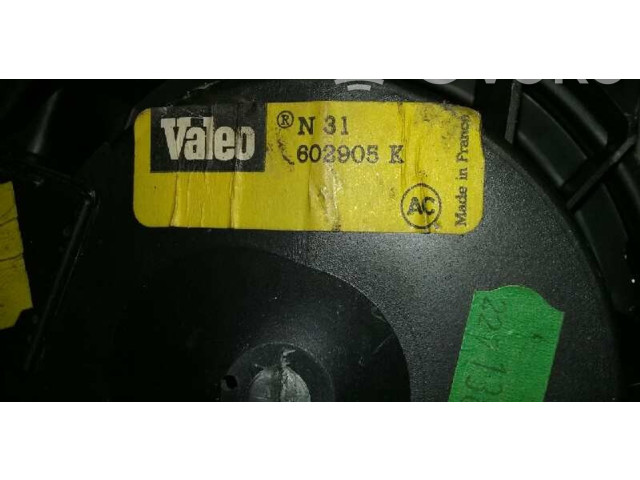 Valeo ® N 31
602905 K
AC
Made in France